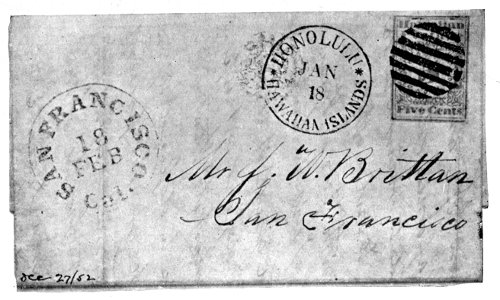 HONOLULU
JAN
18
HAWAIIAN ISLANDS
Five Cents
SAN FRANCISCO
18
FEB
Cal.
Mr J. W. Brittan
San Francisco
Dec 27/52